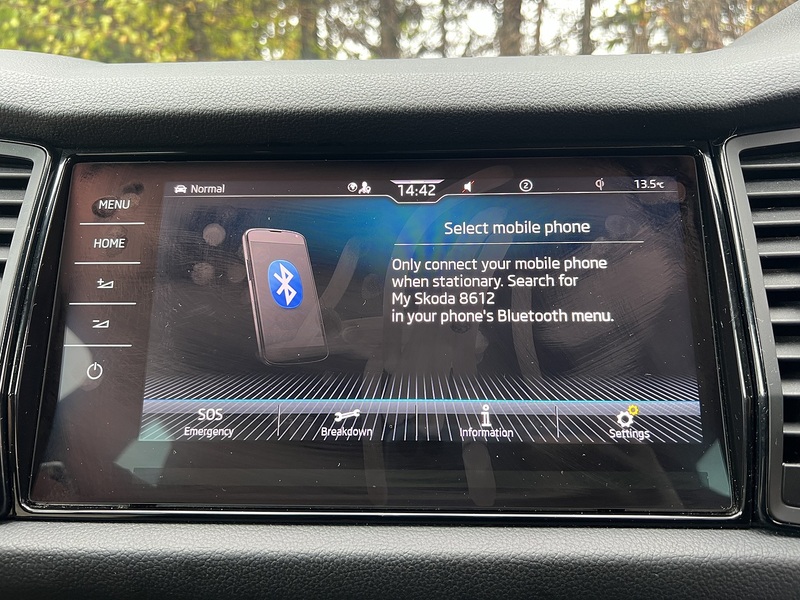 Normal
14:42
2
13.5°C
MENU
HOME
Select mobile phone
Only connect your mobile phone
when stationary. Search for
My Skoda 8612
in your phone's Bluetooth menu.
SOS
Emergency
Breakdown
Information
Settings